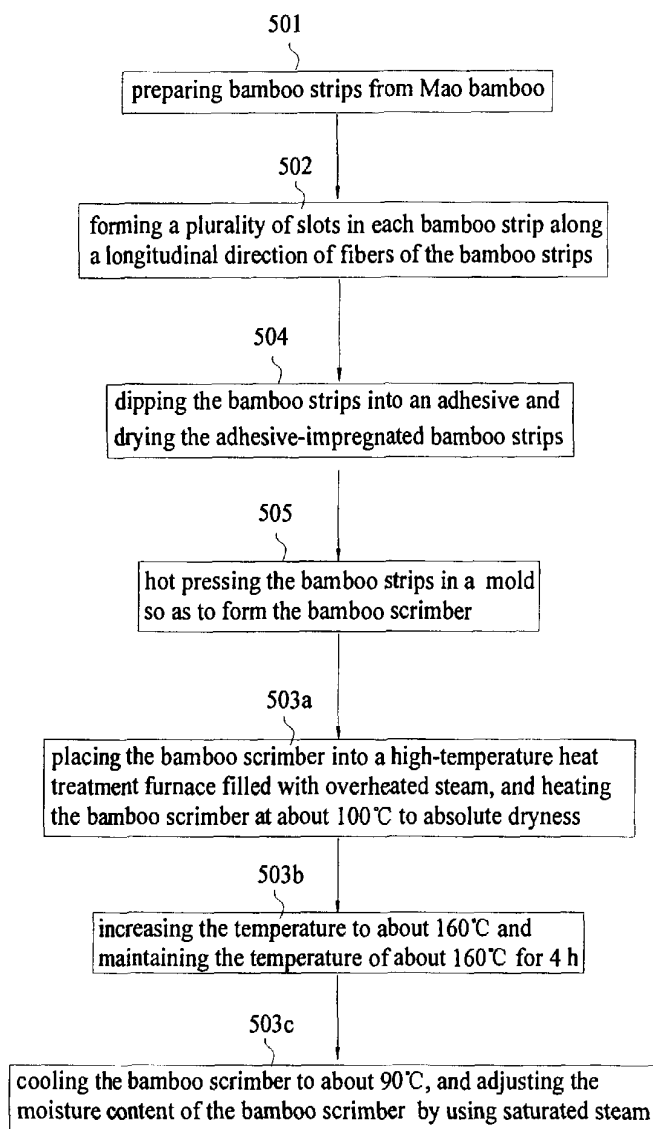 501
preparing bamboo strips from Mao bamboo
502
forming a plurality of slots in each bamboo strip along
a longitudinal direction of fibers of the bamboo strips
504
dipping the bamboo strips into an adhesive and
drying the adhesive-impregnated bamboo strips
505
hot pressing the bamboo strips in a mold
so as to form the bamboo scrimber
503a
placing the bamboo scrimber into a high-temperature heat
treatment furnace filled with overheated steam, and heating
the bamboo scrimber at about 100℃ to absolute dryness
503b
increasing the temperature to about 160℃ and
maintaining the temperature of about 160℃ for 4 h
503c
cooling the bamboo scrimber to about 90℃, and adjusting the
moisture content of the bamboo scrimber by using saturated steam